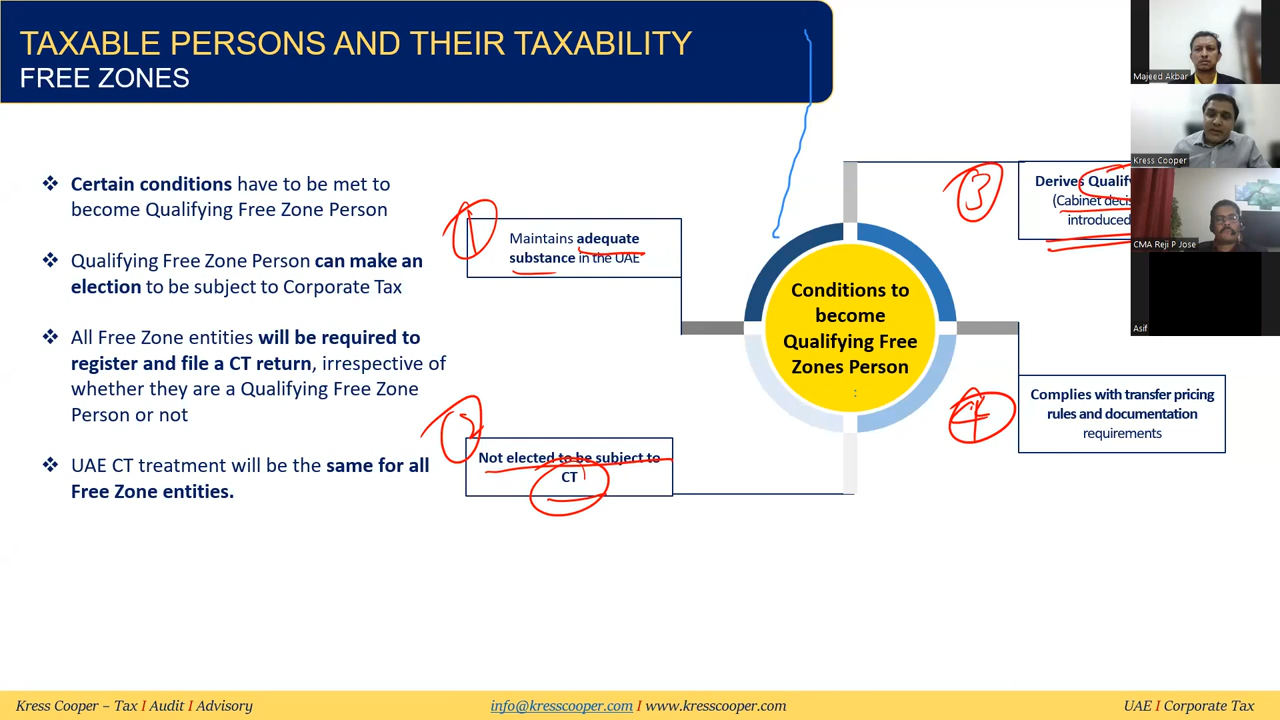 TAXABLE PERSONS AND THEIR TAXABILITY
FREE ZONES
❖ Certain conditions have to be met to
become Qualifying Free Zone Person
❖ Qualifying Free Zone Person can make an
election to be subject to Corporate Tax
❖ All Free Zone entities will be required to
register and file a CT return, irrespective of
whether they are a Qualifying Free Zone
Person or not
❖ UAE CT treatment will be the same for all
Free Zone entities.
1
Maintains adequate
substance in the UAE
2
Not elected to be subject to
CT
Conditions to
become
Qualifying Free
Zones Person
3
Derives
(Cabinet
introduced
4
Complies with transfer pricing
rules and documentation
requirements
Majeed Akbar
Kress Cooper
CMA Reji P Jose
Asif
Kress Cooper – Tax I Audit I Advisory
info@kresscooper.com I www.kresscooper.com
UAE I Corporate Tax